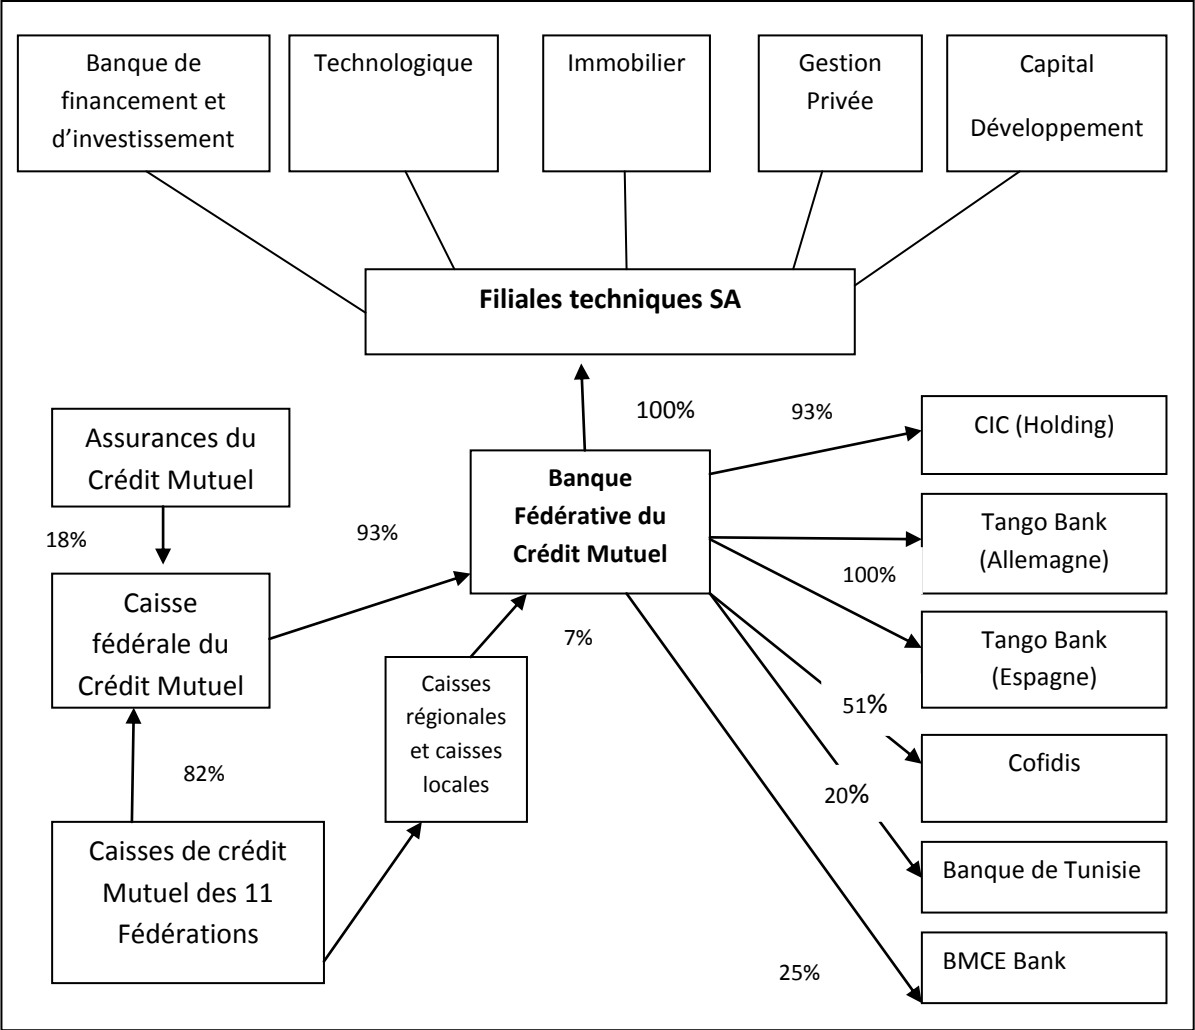 Banque de
financement et
d’investissement
Technologique
Immobilier
Gestion
Privée
Capital
Développement
Filiales techniques SA
100%
93%
CIC (Holding)
Assurances du
Crédit Mutuel
Banque
Fédérative du
Crédit Mutuel
18%
93%
Tango Bank
(Allemagne)
100%
Caisse
fédérale du
Crédit Mutuel
7%
Tango Bank
(Espagne)
Caisses
régionales
et caisses
locales
51%
82%
Cofidis
20%
Caisses de crédit
Mutuel des 11
Fédérations
Banque de Tunisie
25%
BMCE Bank